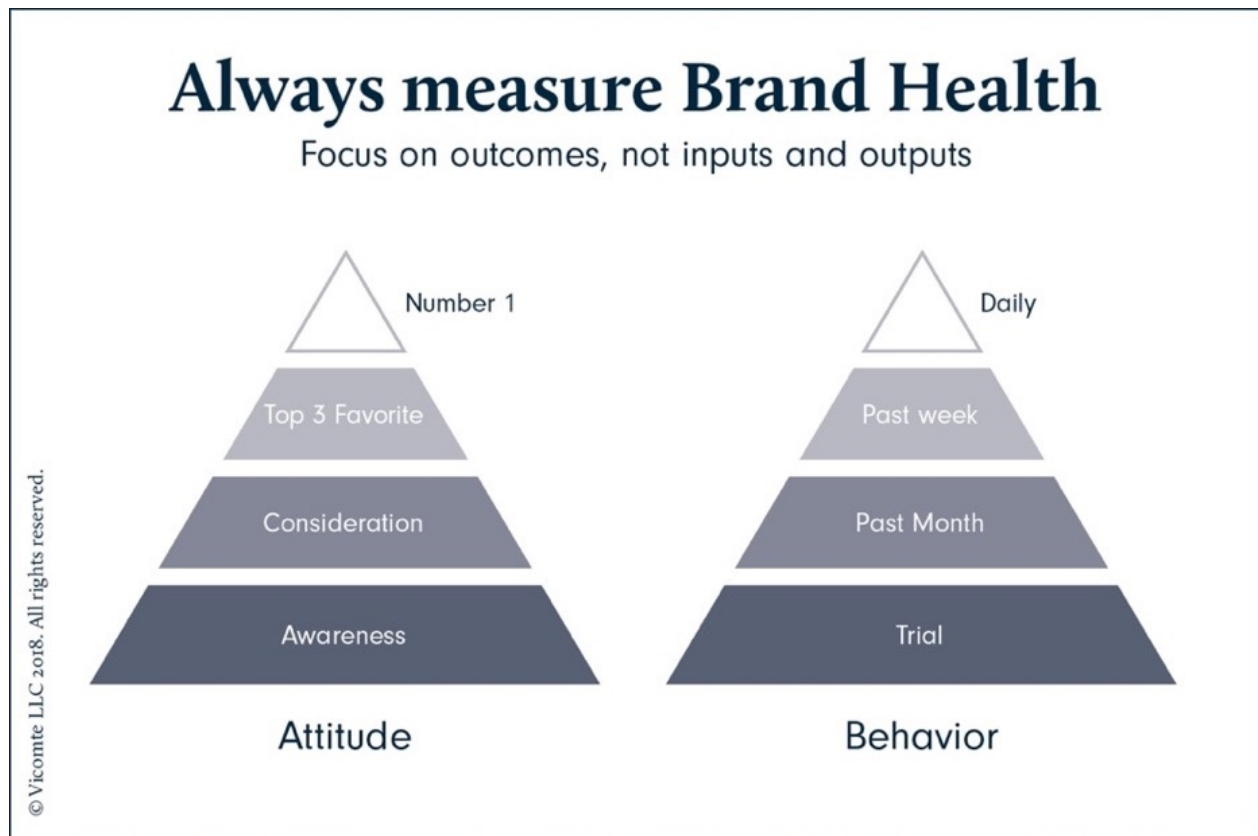 Always measure Brand Health
Focus on outcomes, not inputs and outputs
Number 1
Top 3 Favorite
Consideration
Awareness
Attitude
Daily
Past week
Past Month
Trial
Behavior
© Vicomte LLC 2018. All rights reserved.